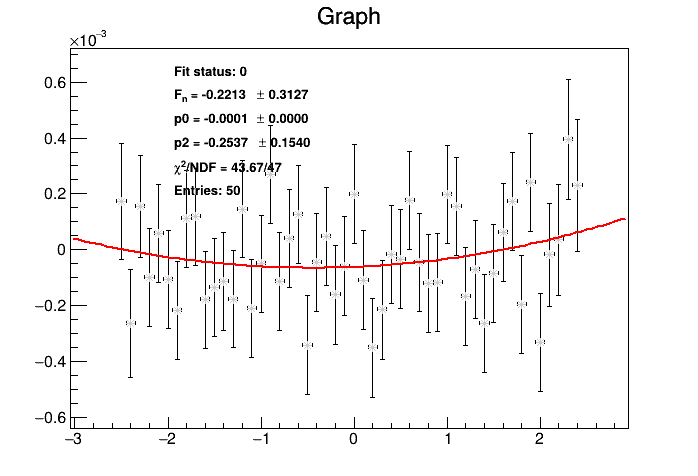 Graph
×10⁻³
Fit status: 0
Fₙ = -0.2213 ± 0.3127
p0 = -0.0001 ± 0.0000
p2 = -0.2537 ± 0.1540
χ²/NDF = 43.67/47
Entries: 50
0.6
0.4
0.2
0
−0.2
−0.4
−0.6
−3 −2 −1 0 1 2